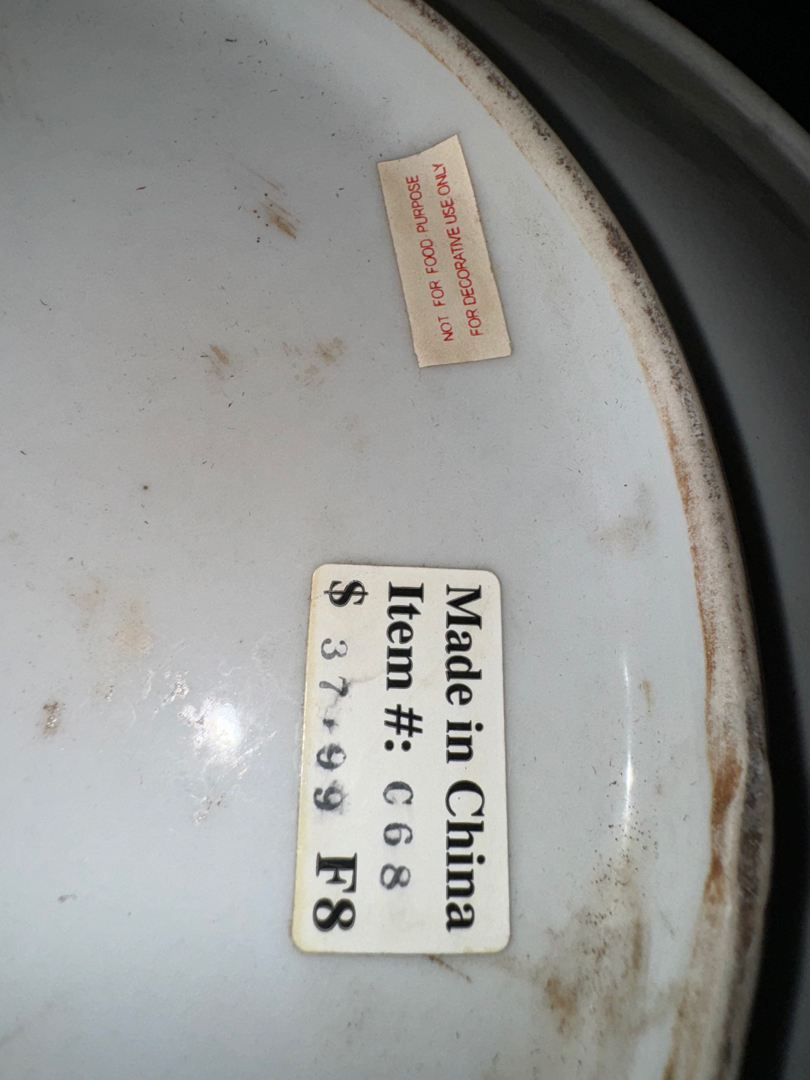 NOT FOR FOOD PURPOSE
FOR DECORATIVE USE ONLY
Made in China
Item #: C68
$ 37.99 F8